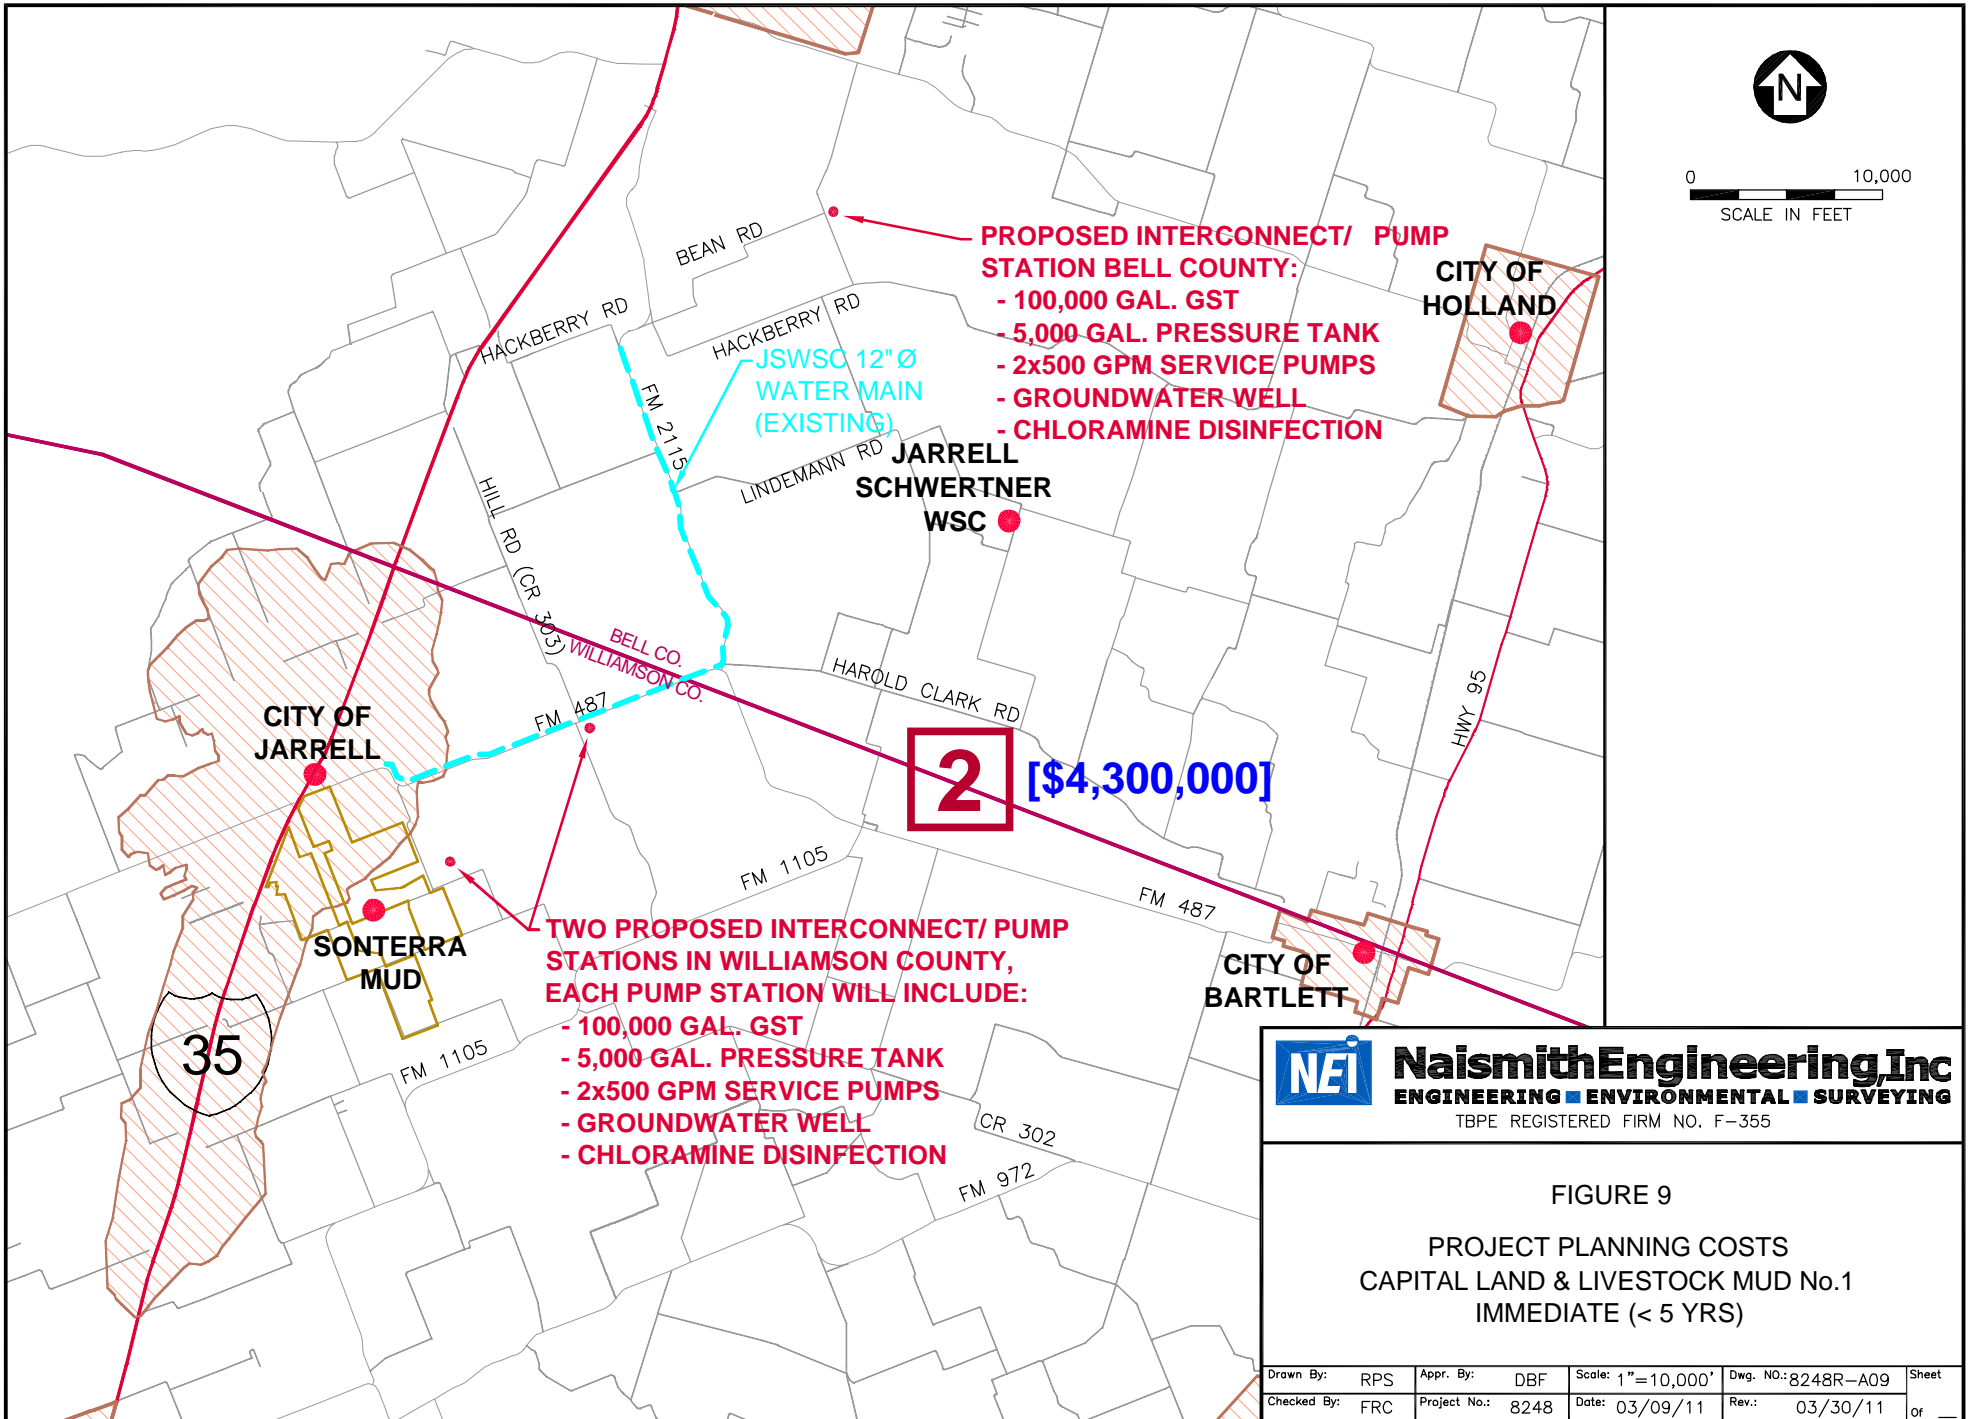 N
0 10,000
SCALE IN FEET
BEAN RD
HACKBERRY RD
HACKBERRY RD
PROPOSED INTERCONNECT/ PUMP
STATION BELL COUNTY:
- 100,000 GAL. GST
- 5,000 GAL. PRESSURE TANK
- 2x500 GPM SERVICE PUMPS
- GROUNDWATER WELL
- CHLORAMINE DISINFECTION
CITY OF
HOLLAND
JSWSC 12"Ø
WATER MAIN
(EXISTING)
FM 2115
LINDEMANN RD
JARRELL
SCHWERTNER
WSC
HILL RD (CR 303)
BELL CO.
WILLIAMSON CO.
HAROLD CLARK RD
HWY 95
FM 487
CITY OF
JARRELL
2
[$4,300,000]
FM 1105
FM 487
SONTERRA
MUD
TWO PROPOSED INTERCONNECT/ PUMP
STATIONS IN WILLIAMSON COUNTY,
EACH PUMP STATION WILL INCLUDE:
- 100,000 GAL. GST
- 5,000 GAL. PRESSURE TANK
- 2x500 GPM SERVICE PUMPS
- GROUNDWATER WELL
- CHLORAMINE DISINFECTION
CITY OF
BARTLETT
35
FM 1105
CR 302
FM 972
NEI
NaismithEngineering,Inc
ENGINEERING ENVIRONMENTAL SURVEYING
TBPE REGISTERED FIRM NO. F-355
FIGURE 9
PROJECT PLANNING COSTS
CAPITAL LAND & LIVESTOCK MUD No.1
IMMEDIATE (< 5 YRS)
Drawn By: RPS Appr. By: DBF Scale: 1"=10,000' Dwg. NO.: 8248R-A09 Sheet
Checked By: FRC Project No.: 8248 Date: 03/09/11 Rev.: 03/30/11 Of __